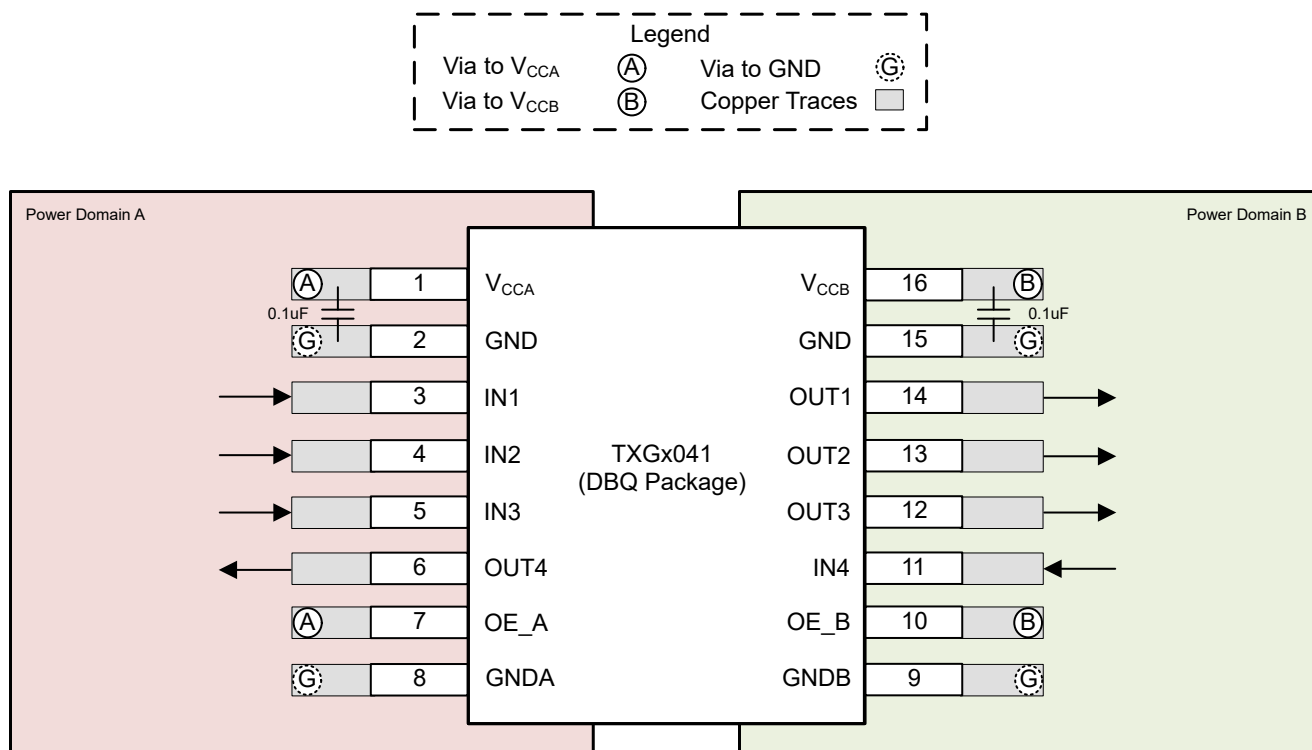 Legend
Via to VCCA A Via to GND G
Via to VCCB B Copper Traces
Power Domain A Power Domain B
A 1 VCCA VCCB 16 B
0.1uF 0.1uF
G 2 GND GND 15 G
3 IN1 OUT1 14
4 IN2 TXGx041 OUT2 13
(DBQ Package)
5 IN3 OUT3 12
6 OUT4 IN4 11
A 7 OE_A OE_B 10 B
G 8 GNDA GNDB 9 G